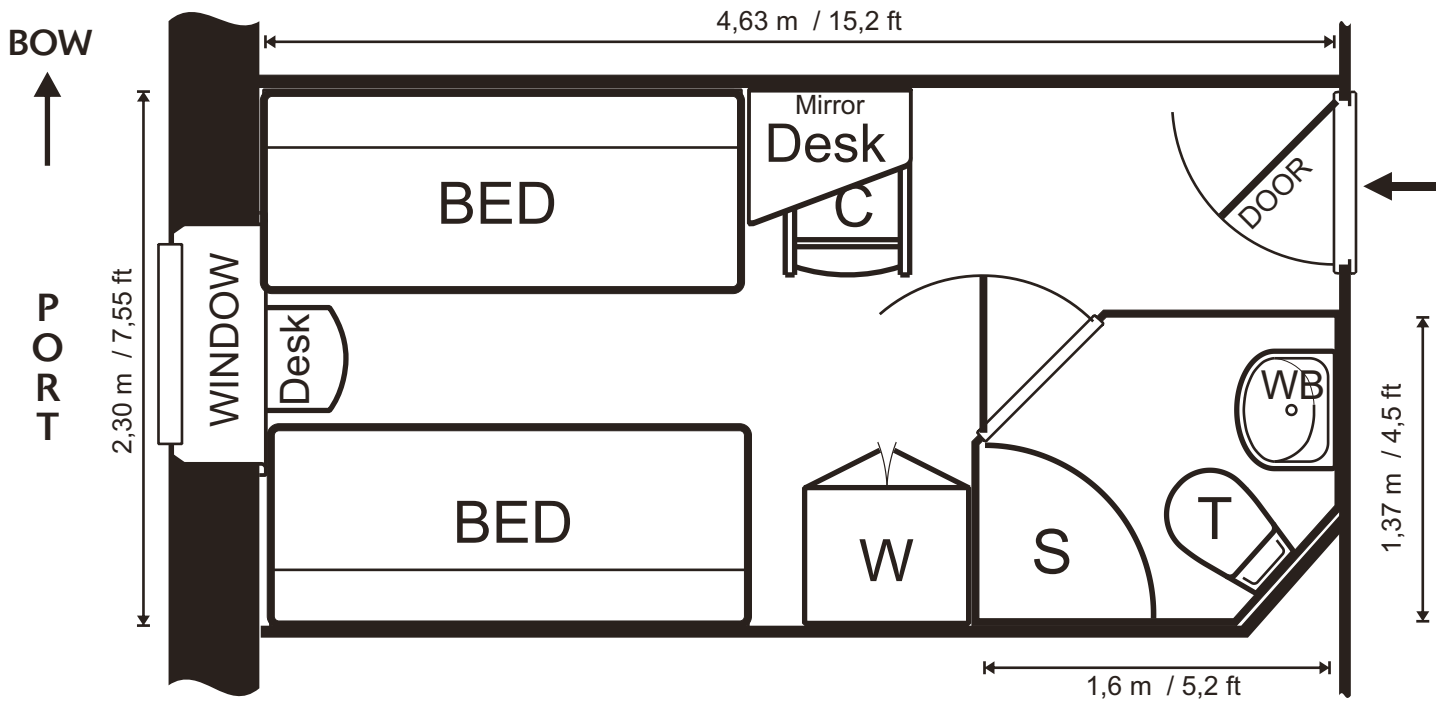 BOW
4,63 m / 15,2 ft
Mirror
Desk
BED
C
DOOR
PORT
2,30 m / 7,55 ft
WINDOW
Desk
WB
1,37 m / 4,5 ft
BED
W
S
T
1,6 m / 5,2 ft